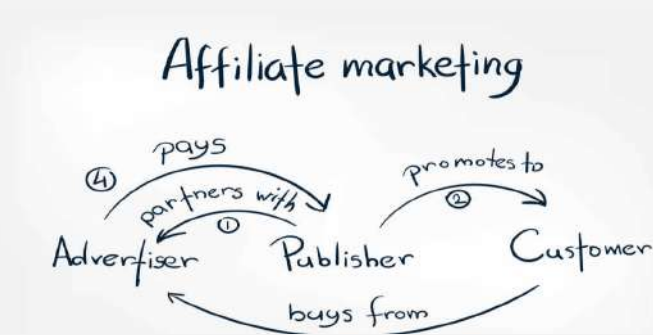 Affiliate marketing
pays
④
promotes to
partners with
②
①
Advertiser
Publisher
Customer
buys from